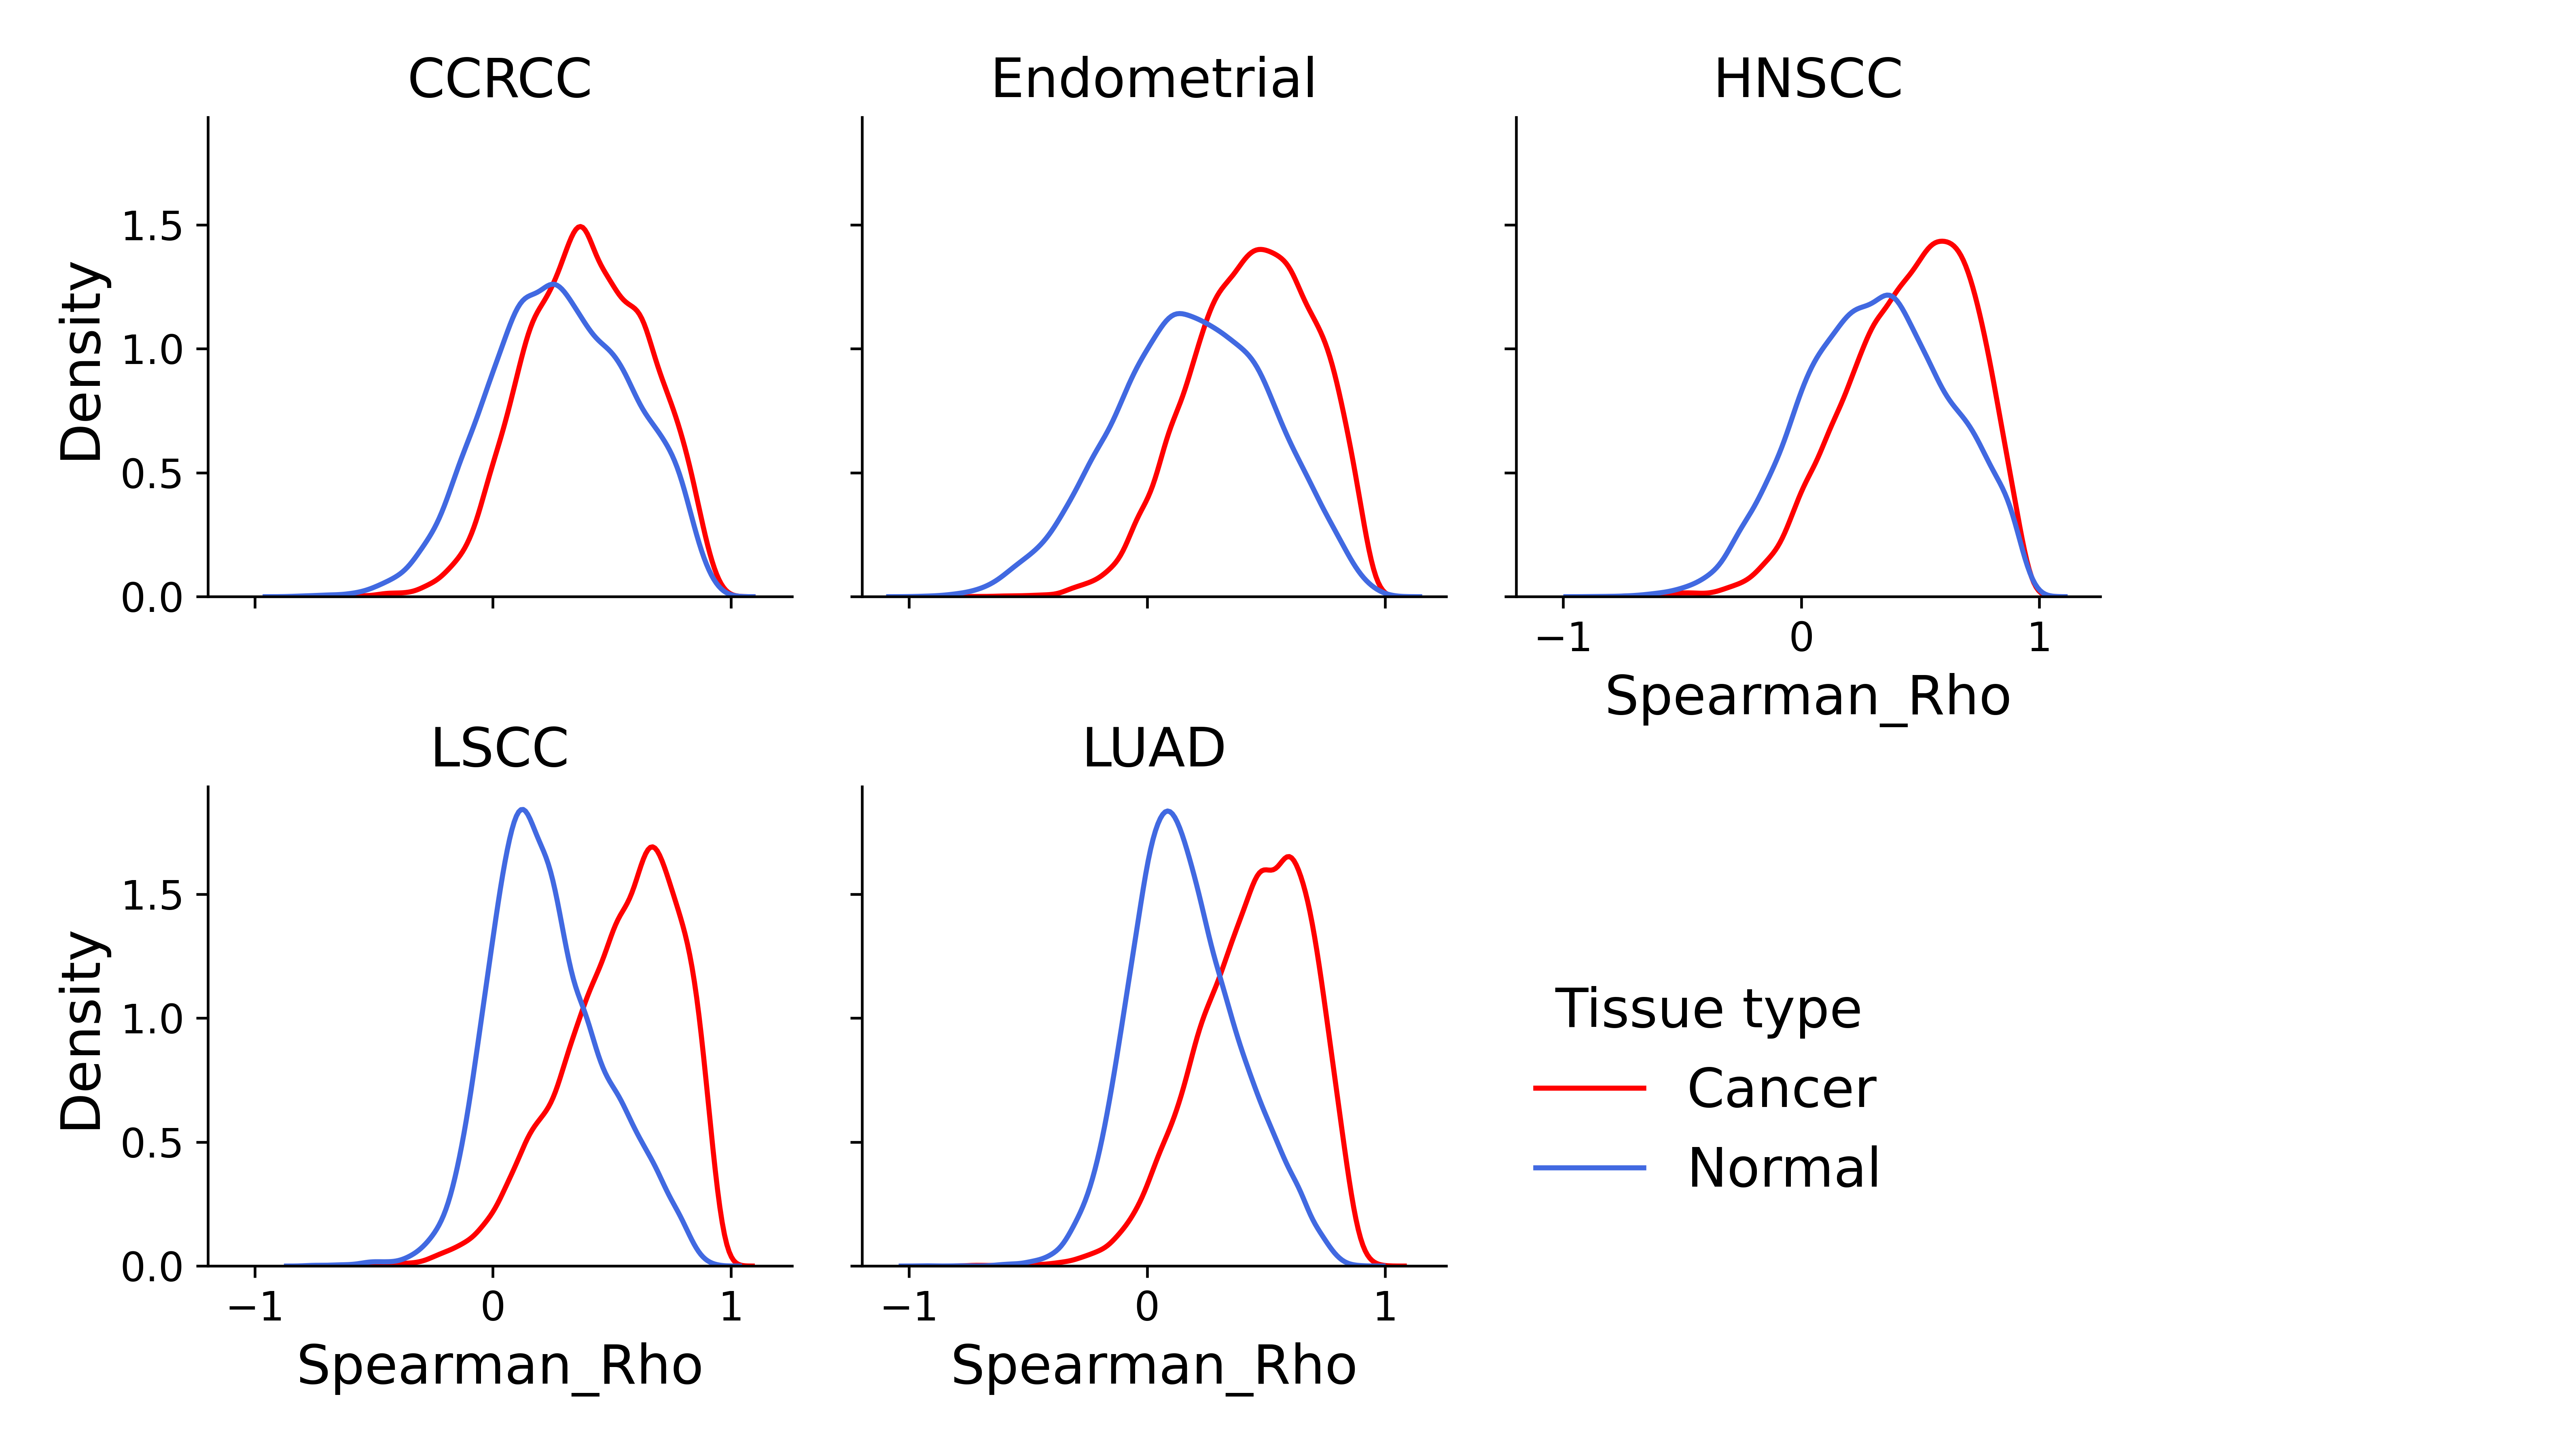 CCRCC
Endometrial
HNSCC
Density
1.5
1.0
0.5
0.0
−1
0
1
Spearman_Rho
LSCC
LUAD
Density
1.5
1.0
0.5
0.0
−1
0
1
Spearman_Rho
−1
0
1
Spearman_Rho
Tissue type
Cancer
Normal